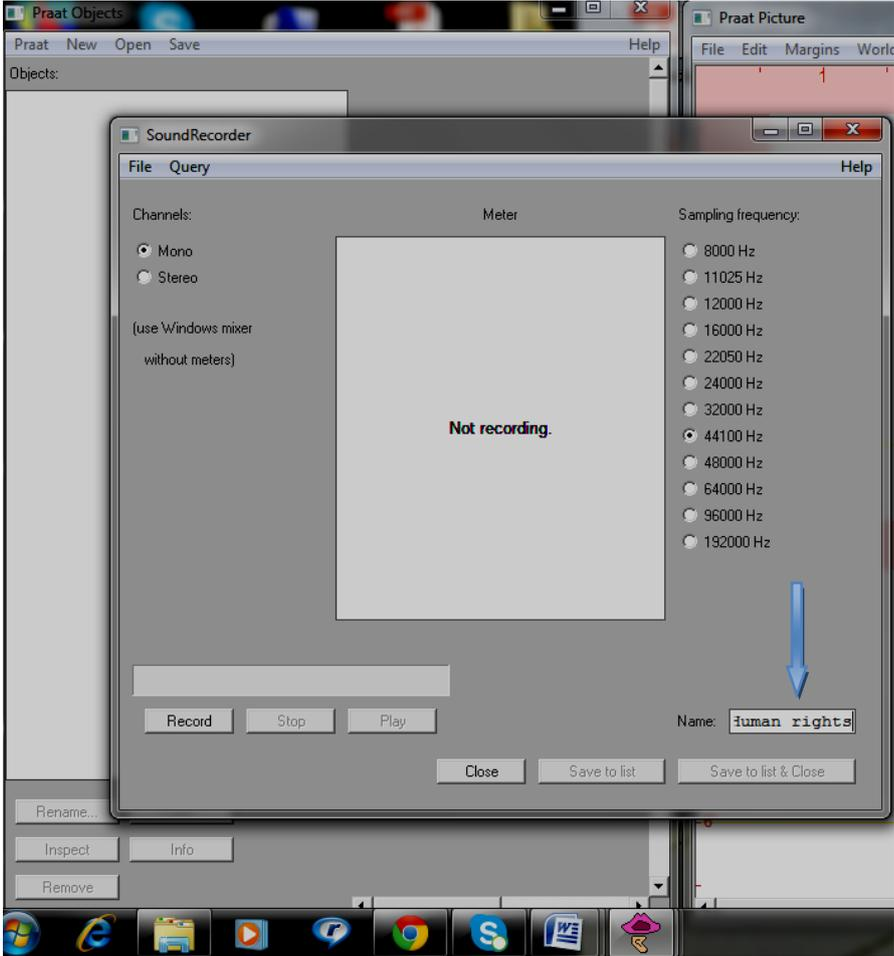 Praat Objects
Praat New Open Save Help
Objects:
Praat Picture
File Edit Margins World
1
SoundRecorder
File Query Help
Channels:
Mono
Stereo
(use Windows mixer
without meters)
Meter
Not recording.
Sampling frequency:
8000 Hz
11025 Hz
12000 Hz
16000 Hz
22050 Hz
24000 Hz
32000 Hz
44100 Hz
48000 Hz
64000 Hz
96000 Hz
192000 Hz
Record Stop Play
Name: Human rights
Close Save to list Save to list & Close
Rename...
Inspect Info
Remove